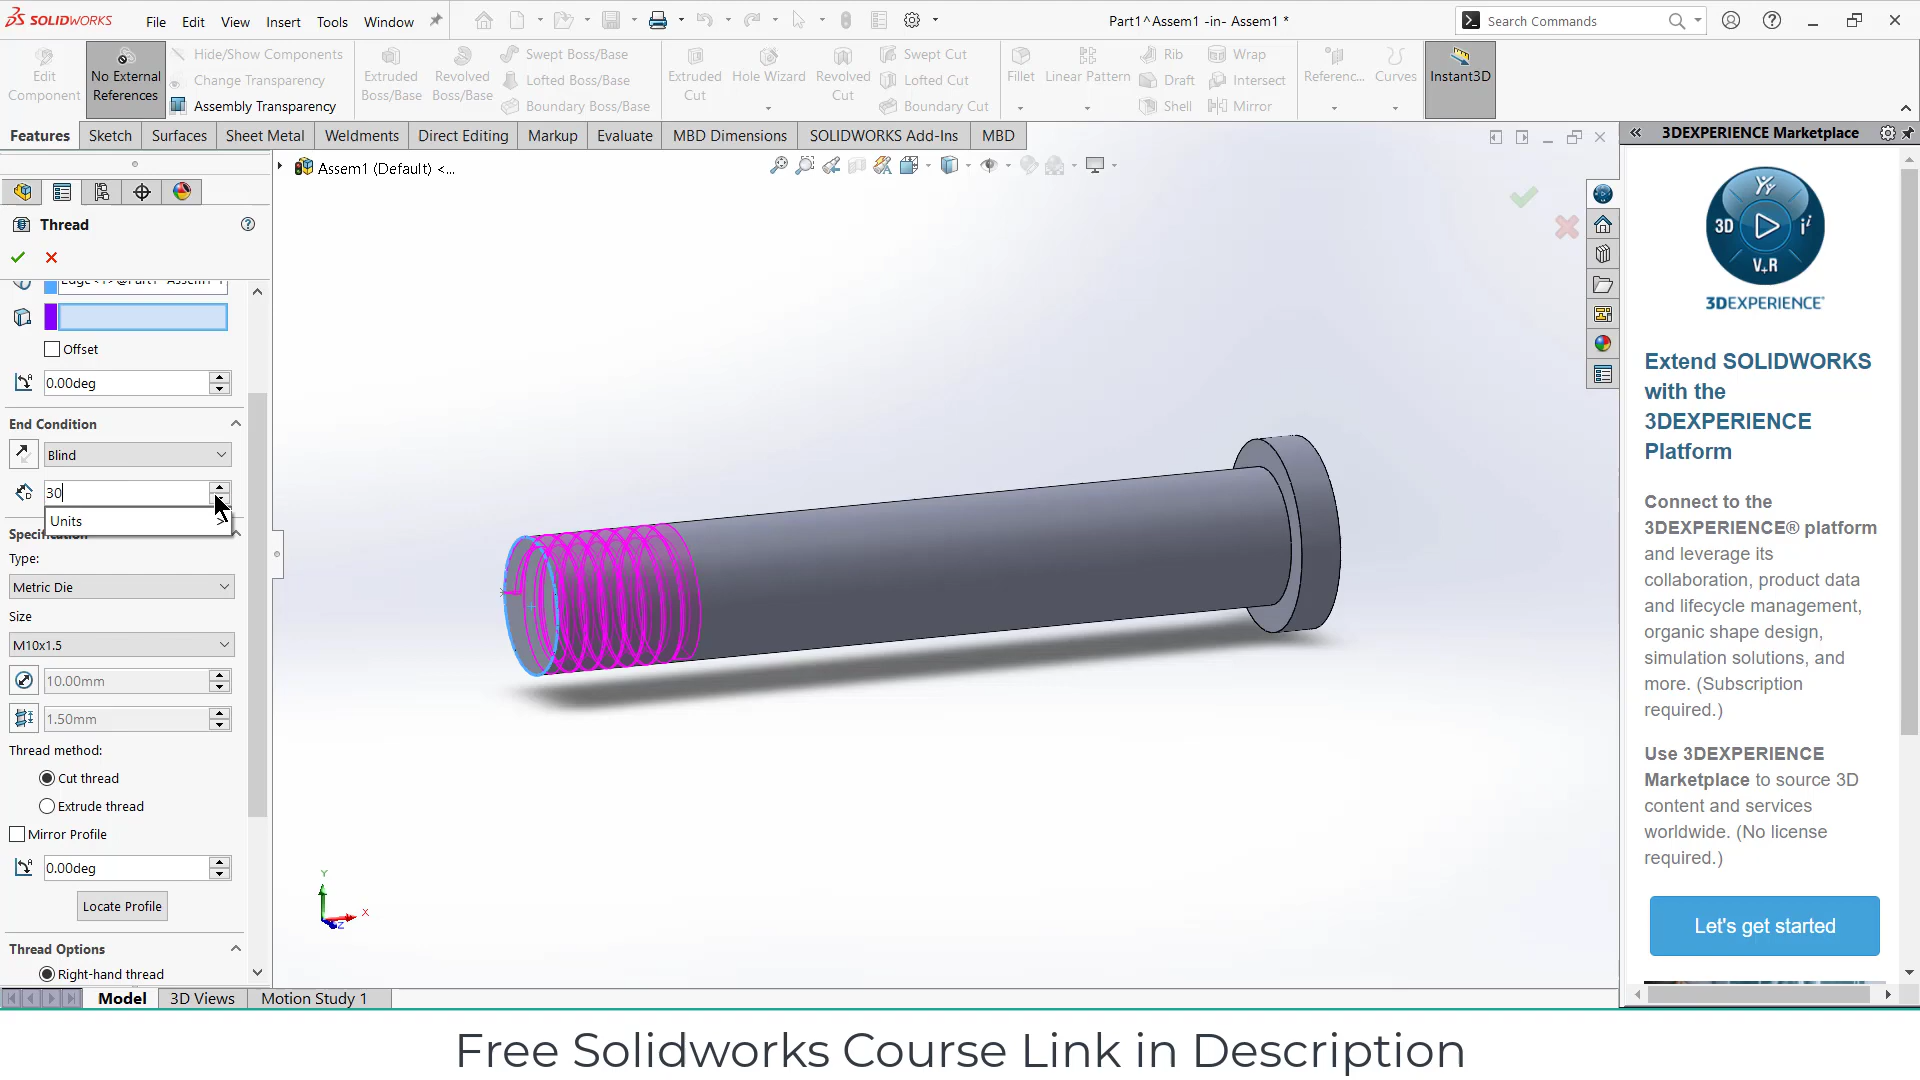 SOLIDWORKS
File Edit View Insert Tools Window
Part1^Assem1 -in- Assem1 *
Search Commands
Edit Component
No External References
Hide/Show Components
Change Transparency
Assembly Transparency
Extruded Boss/Base
Revolved Boss/Base
Swept Boss/Base
Lofted Boss/Base
Boundary Boss/Base
Extruded Cut
Hole Wizard
Revolved Cut
Swept Cut
Lofted Cut
Boundary Cut
Fillet
Linear Pattern
Rib
Draft
Shell
Wrap
Intersect
Mirror
Referenc...
Curves
Instant3D
Features Sketch Surfaces Sheet Metal Weldments Direct Editing Markup Evaluate MBD Dimensions SOLIDWORKS Add-Ins MBD
3DEXPERIENCE Marketplace
Assem1 (Default) <...
Thread
Offset
0.00deg
End Condition
Blind
30
Units >
Type:
Metric Die
Size
M10x1.5
10.00mm
1.50mm
Thread method:
Cut thread
Extrude thread
Mirror Profile
0.00deg
Locate Profile
Thread Options
Right-hand thread
Y
X
Z
3D
V+R
3DEXPERIENCE
Extend SOLIDWORKS
with the
3DEXPERIENCE
Platform
Connect to the
3DEXPERIENCE® platform
and leverage its
collaboration, product data
and lifecycle management,
organic shape design,
simulation solutions, and
more. (Subscription
required.)
Use 3DEXPERIENCE
Marketplace to source 3D
content and services
worldwide. (No license
required.)
Let's get started
Model 3D Views Motion Study 1
Free Solidworks Course Link in Description